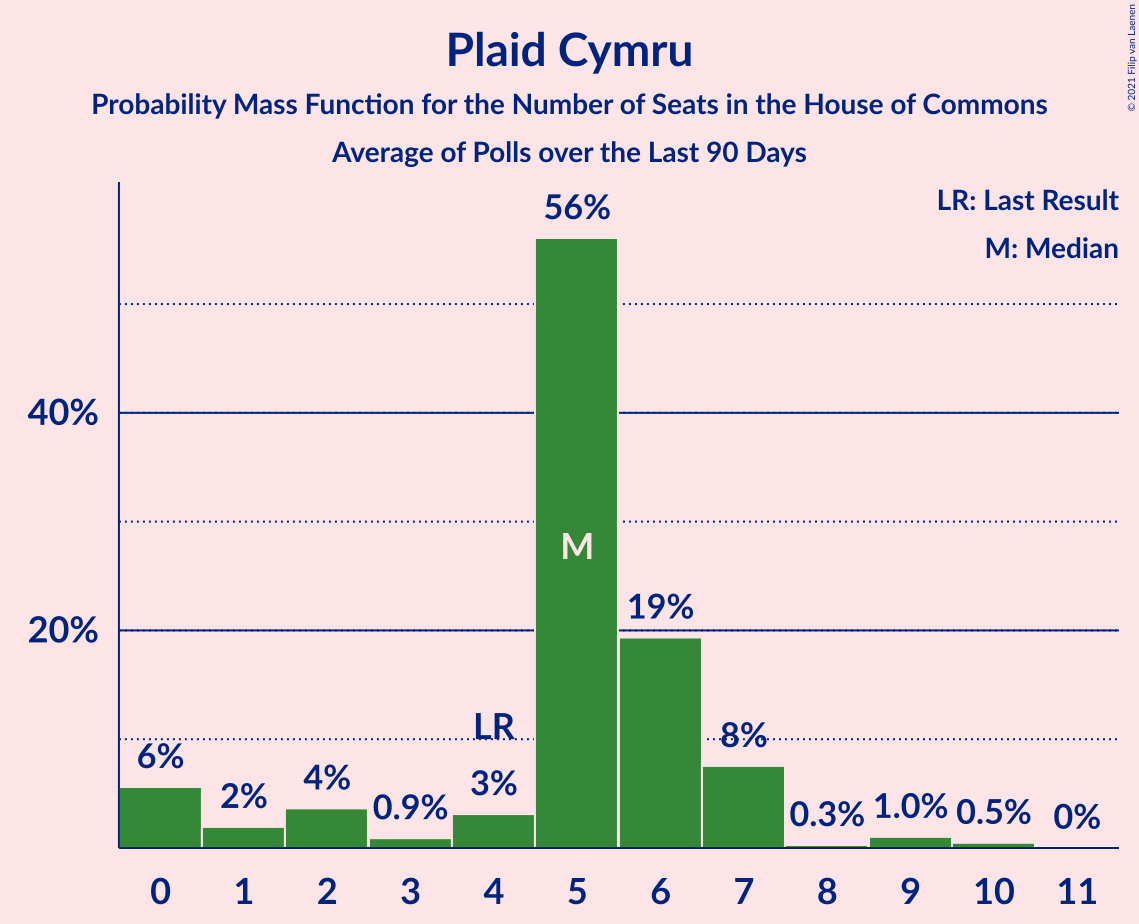 Plaid Cymru
Probability Mass Function for the Number of Seats in the House of Commons
Average of Polls over the Last 90 Days
© 2021 Filip van Laenen
LR: Last Result
M: Median
56%
40%
M
20%
19%
LR
6%
2%
4%
0.9%
3%
8%
0.3%
1.0%
0.5%
0%
0 1 2 3 4 5 6 7 8 9 10 11